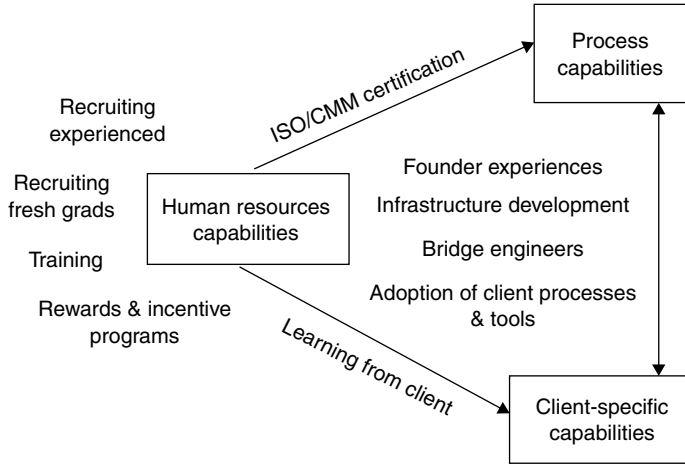 Process
capabilities
ISO/CMM certification
Recruiting
experienced
Founder experiences
Recruiting
fresh grads
Human resources
capabilities
Infrastructure development
Training
Bridge engineers
Rewards & incentive
programs
Adoption of client processes
& tools
Learning from client
Client-specific
capabilities